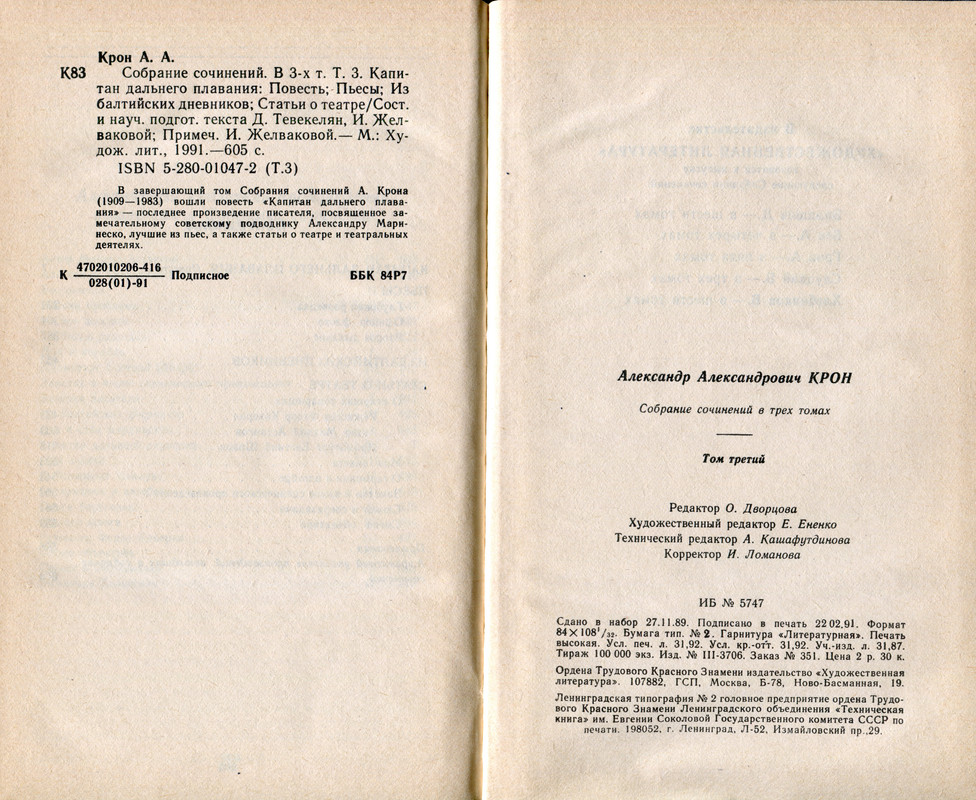 Крон А. А.
К83 Собрание сочинений. В 3-х т. Т. 3. Капи-
тан дальнего плавания: Повесть; Пьесы; Из
балтийских дневников; Статьи о театре/Сост.
и науч. подгот. текста Д. Тевекелян, И. Жел-
ваковой; Примеч. И. Желваковой.— М.: Ху-
дож. лит., 1991.—605 с.
ISBN 5-280-01047-2 (Т.3)
В завершающий том Собрания сочинений А. Крона
(1909—1983) вошли повесть «Капитан дальнего плава-
ния» — последнее произведение писателя, посвященное за-
мечательному советскому подводнику Александру Мари-
неско, лучшие из пьес, а также статьи о театре и театральных
деятелях.
К 4702010206-416 Подписное ББК 84Р7
028(01)-91
Александр Александрович КРОН
Собрание сочинений в трех томах
Том третий
Редактор О. Дворцова
Художественный редактор Е. Ененко
Технический редактор А. Кашафутдинова
Корректор И. Ломанова
ИБ № 5747
Сдано в набор 27.11.89. Подписано в печать 22 02.91. Формат
84×108¹/₃₂. Бумага тип. № 2. Гарнитура «Литературная». Печать
высокая. Усл. печ. л. 31,92. Усл. кр.-отт. 31,92. Уч.-изд. л. 31,87.
Тираж 100 000 экз. Изд. № III-3706. Заказ № 351. Цена 2 р. 30 к.
Ордена Трудового Красного Знамени издательство «Художественная
литература». 107882, ГСП, Москва, Б-78, Ново-Басманная, 19.
Ленинградская типография № 2 головное предприятие ордена Трудо-
вого Красного Знамени Ленинградского объединения «Техническая
книга» им. Евгении Соколовой Государственного комитета СССР по
печати. 198052, г. Ленинград, Л-52, Измайловский пр.,29.